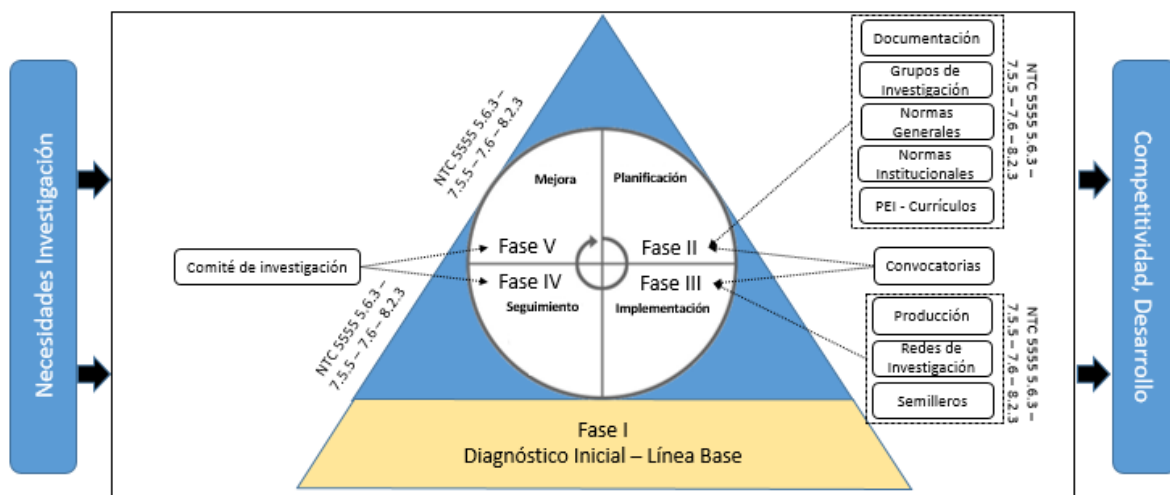 Necesidades Investigación
NTC 5555 5.6.3 –
7.5.5 – 7.6 – 8.2.3
NTC 5555 5.6.3 –
7.5.5 – 7.6 – 8.2.3
Comité de investigación
Mejora
Planificación
Fase V
Fase II
Fase IV
Fase III
Seguimiento
Implementación
Fase I
Diagnóstico Inicial – Línea Base
Documentación
Grupos de
Investigación
Normas
Generales
Normas
Institucionales
PEI - Currículos
NTC 5555 5.6.3 –
7.5.5 – 7.6 – 8.2.3
Convocatorias
Producción
Redes de
Investigación
Semilleros
NTC 5555 5.6.3 –
7.5.5 – 7.6 – 8.2.3
Competitividad, Desarrollo